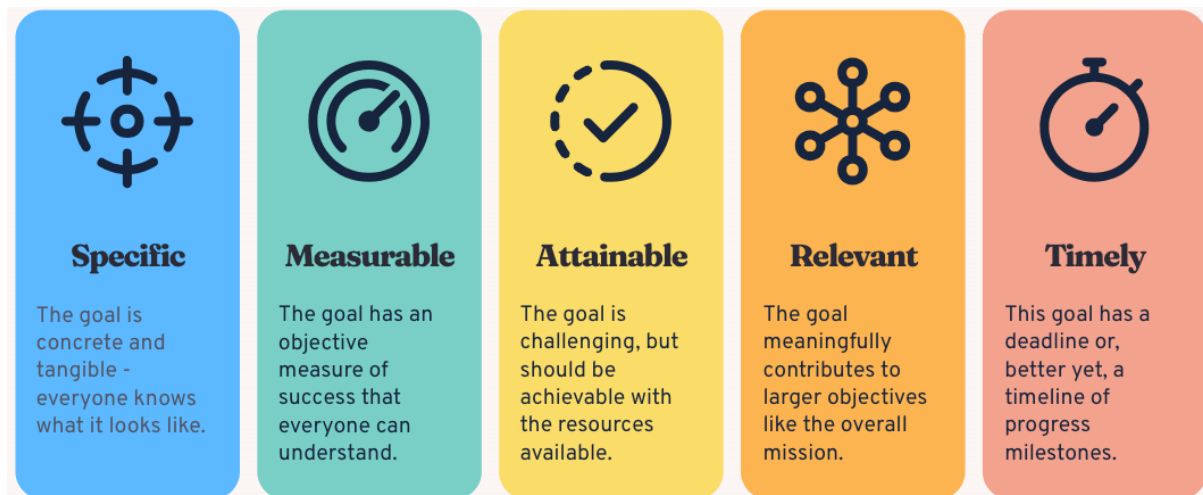 Specific
The goal is
concrete and
tangible -
everyone knows
what it looks like.
Measurable
The goal has an
objective
measure of
success that
everyone can
understand.
Attainable
The goal is
challenging, but
should be
achievable with
the resources
available.
Relevant
The goal
meaningfully
contributes to
larger objectives
like the overall
mission.
Timely
This goal has a
deadline or,
better yet, a
timeline of
progress
milestones.